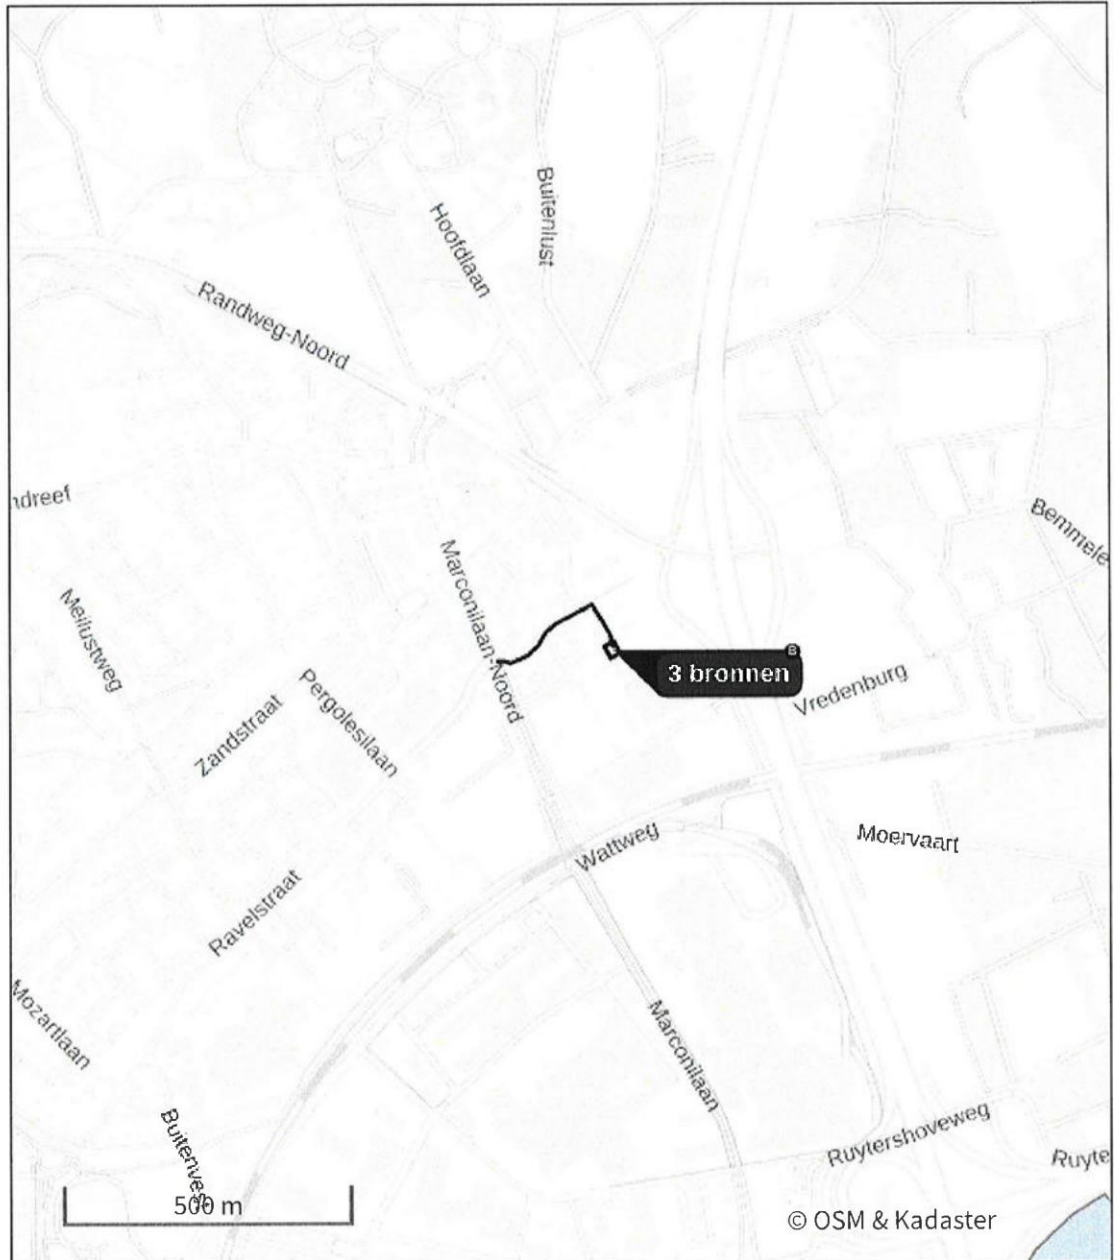 Buitenlust
Hoofdlaan
Randweg-Noord
ndreef
Bemmele
Marconilaan-Noord
Meilustweg
3 bronnen
B
Vredenburg
Pergolesilaan
Zandstraat
Wattweg
Moervaart
Ravelstraat
Mozartlaan
Marconilaan
Buitenves
Ruytershoveweg
Ruyte
500 m
© OSM & Kadaster